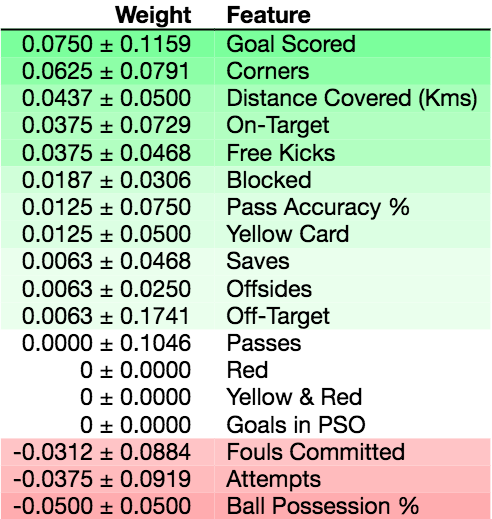 Weight Feature
0.0750 ± 0.1159 Goal Scored
0.0625 ± 0.0791 Corners
0.0437 ± 0.0500 Distance Covered (Kms)
0.0375 ± 0.0729 On-Target
0.0375 ± 0.0468 Free Kicks
0.0187 ± 0.0306 Blocked
0.0125 ± 0.0750 Pass Accuracy %
0.0125 ± 0.0500 Yellow Card
0.0063 ± 0.0468 Saves
0.0063 ± 0.0250 Offsides
0.0063 ± 0.1741 Off-Target
0.0000 ± 0.1046 Passes
0 ± 0.0000 Red
0 ± 0.0000 Yellow & Red
0 ± 0.0000 Goals in PSO
-0.0312 ± 0.0884 Fouls Committed
-0.0375 ± 0.0919 Attempts
-0.0500 ± 0.0500 Ball Possession %